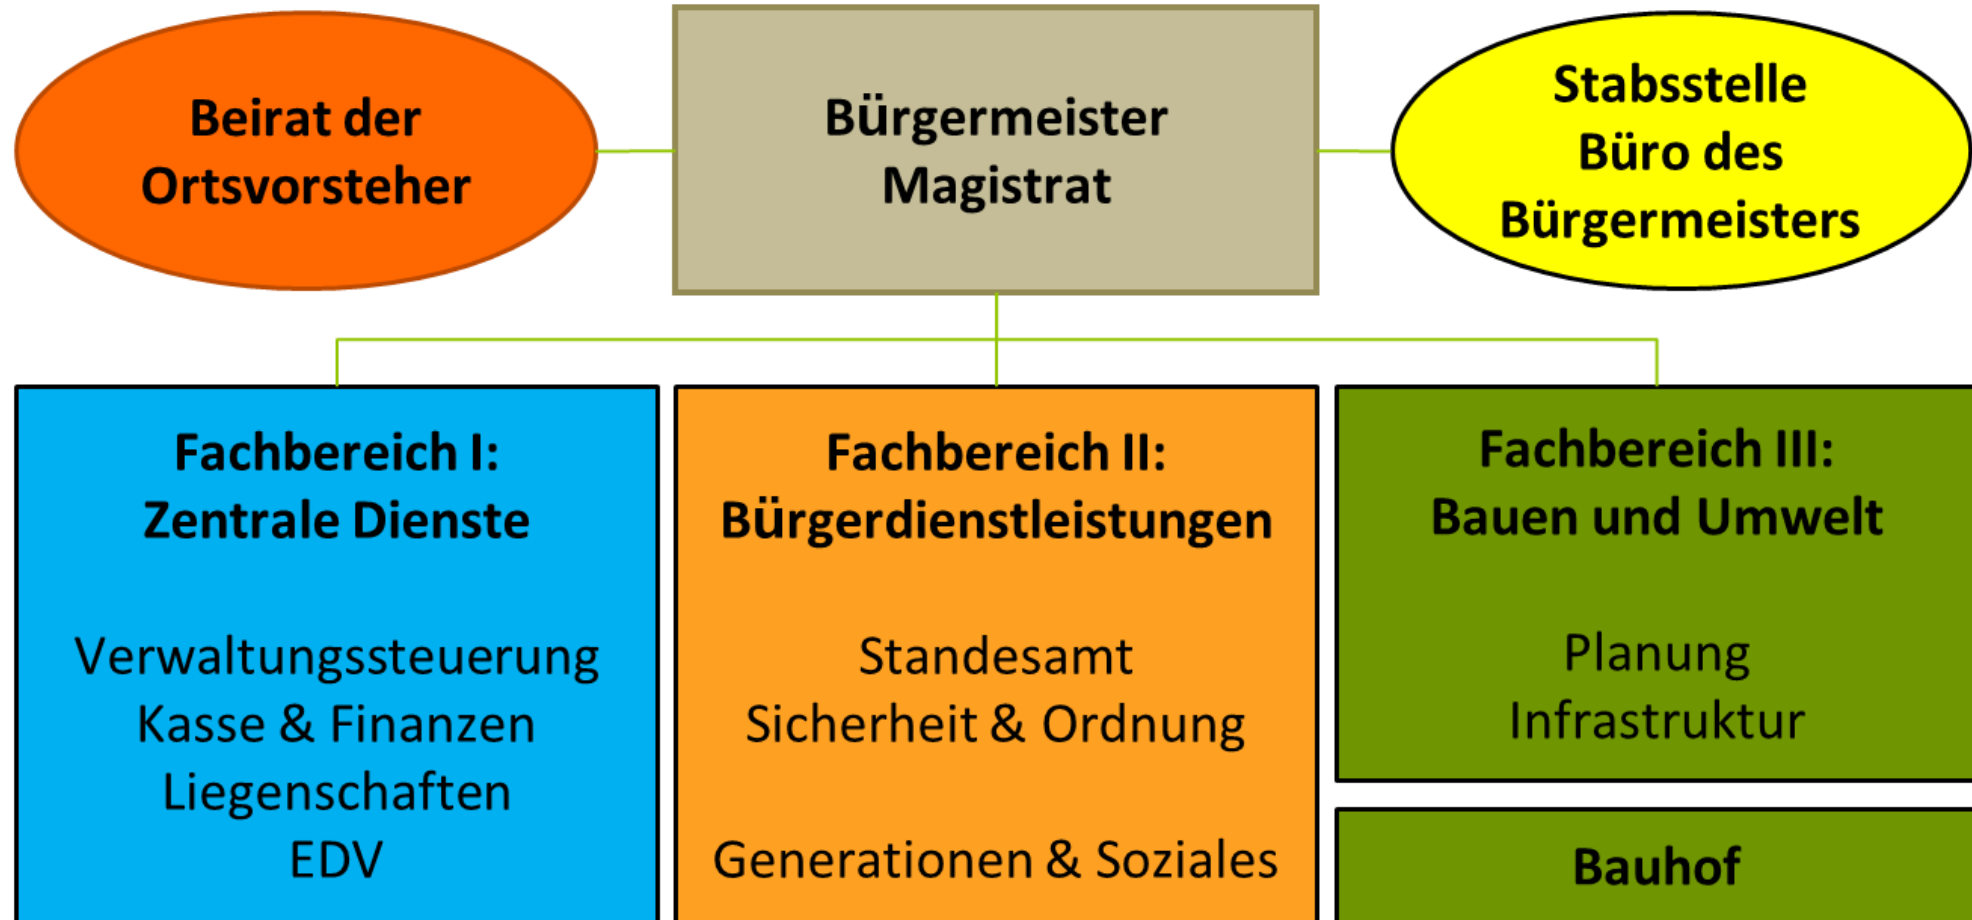 Beirat der
Ortsvorsteher
Bürgermeister
Magistrat
Stabsstelle
Büro des
Bürgermeisters
Fachbereich I:
Zentrale Dienste
Verwaltungssteuerung
Kasse & Finanzen
Liegenschaften
EDV
Fachbereich II:
Bürgerdienstleistungen
Standesamt
Sicherheit & Ordnung
Generationen & Soziales
Fachbereich III:
Bauen und Umwelt
Planung
Infrastruktur
Bauhof